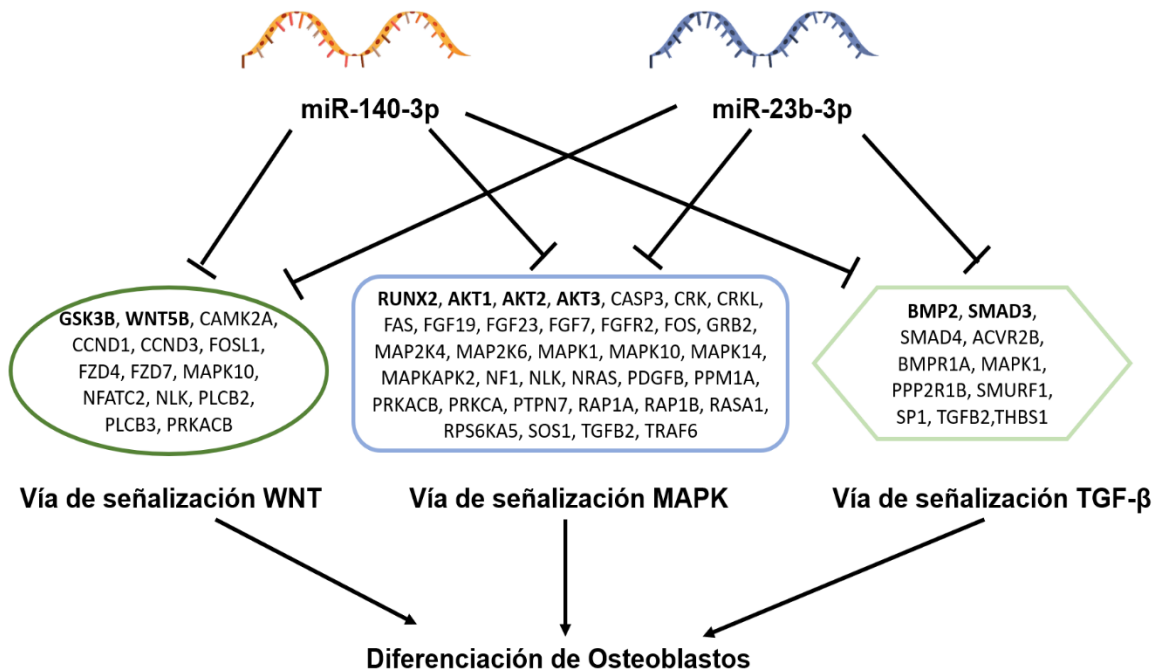 miR-140-3p
miR-23b-3p
GSK3B, WNT5B, CAMK2A,
CCND1, CCND3, FOSL1,
FZD4, FZD7, MAPK10,
NFATC2, NLK, PLCB2,
PLCB3, PRKACB
RUNX2, AKT1, AKT2, AKT3, CASP3, CRK, CRKL,
FAS, FGF19, FGF23, FGF7, FGFR2, FOS, GRB2,
MAP2K4, MAP2K6, MAPK1, MAPK10, MAPK14,
MAPKAPK2, NF1, NLK, NRAS, PDGFB, PPM1A,
PRKACB, PRKCA, PTPN7, RAP1A, RAP1B, RASA1,
RPS6KA5, SOS1, TGFB2, TRAF6
BMP2, SMAD3,
SMAD4, ACVR2B,
BMPR1A, MAPK1,
PPP2R1B, SMURF1,
SP1, TGFB2,THBS1
Vía de señalización WNT
Vía de señalización MAPK
Vía de señalización TGF-β
Diferenciación de Osteoblastos